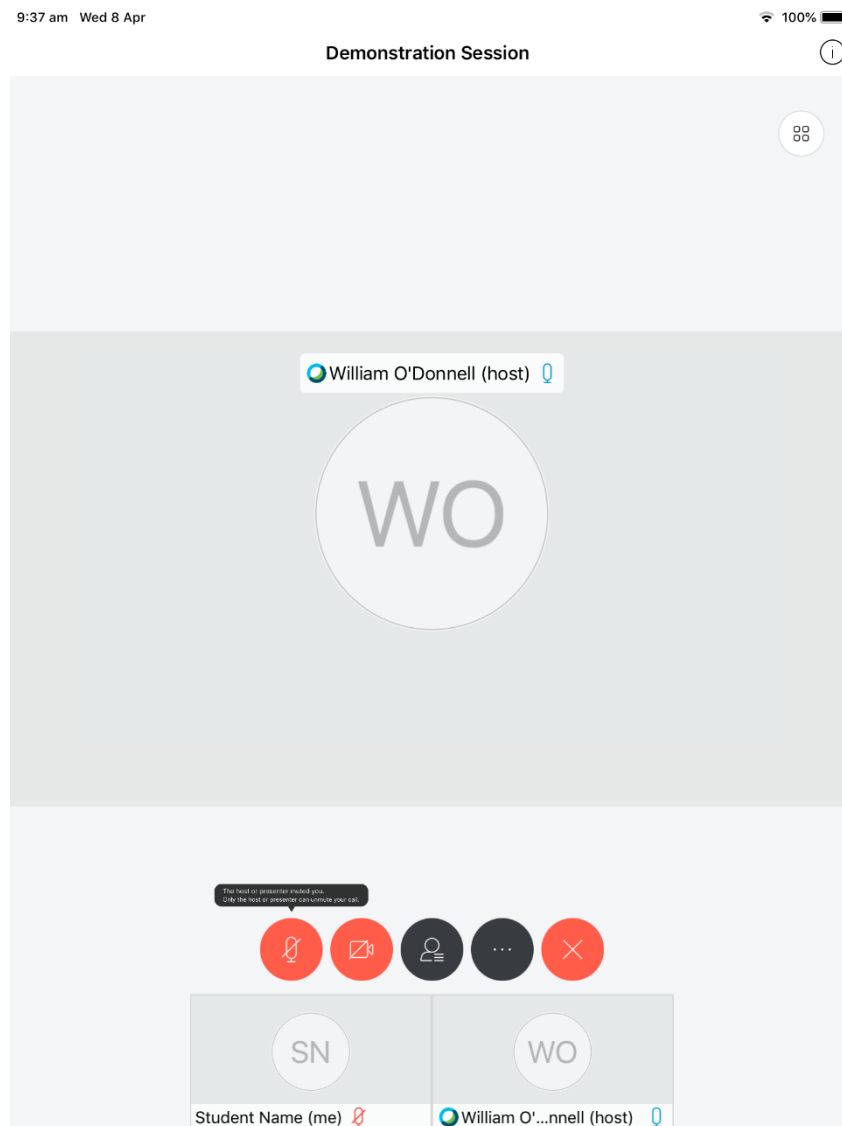 9:37 am Wed 8 Apr
100%
Demonstration Session
William O'Donnell (host)
WO
The host or presenter muted you.
Only the host or presenter can unmute your call.
SN
WO
Student Name (me)
William O'...nnell (host)